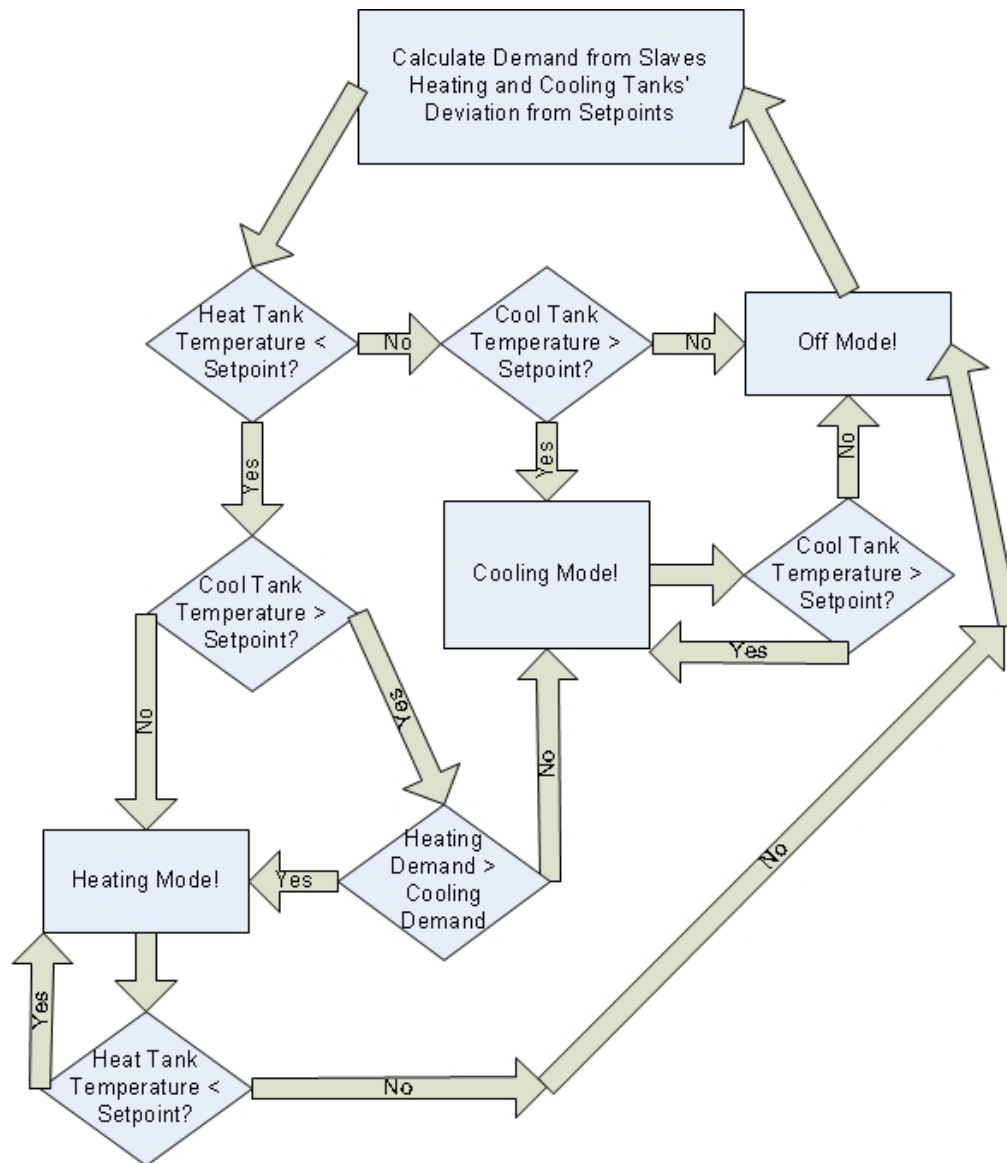 Calculate Demand from Slaves
Heating and Cooling Tanks'
Deviation from Setpoints
Heat Tank
Temperature <
Setpoint?
No
Cool Tank
Temperature >
Setpoint?
No
Off Mode!
Yes
Yes
No
Cooling Mode!
Cool Tank
Temperature >
Setpoint?
Yes
Cool Tank
Temperature >
Setpoint?
No
Yes
No
Heating Mode!
Yes
Heating
Demand >
Cooling
Demand
No
Yes
Heat Tank
Temperature <
Setpoint?
No